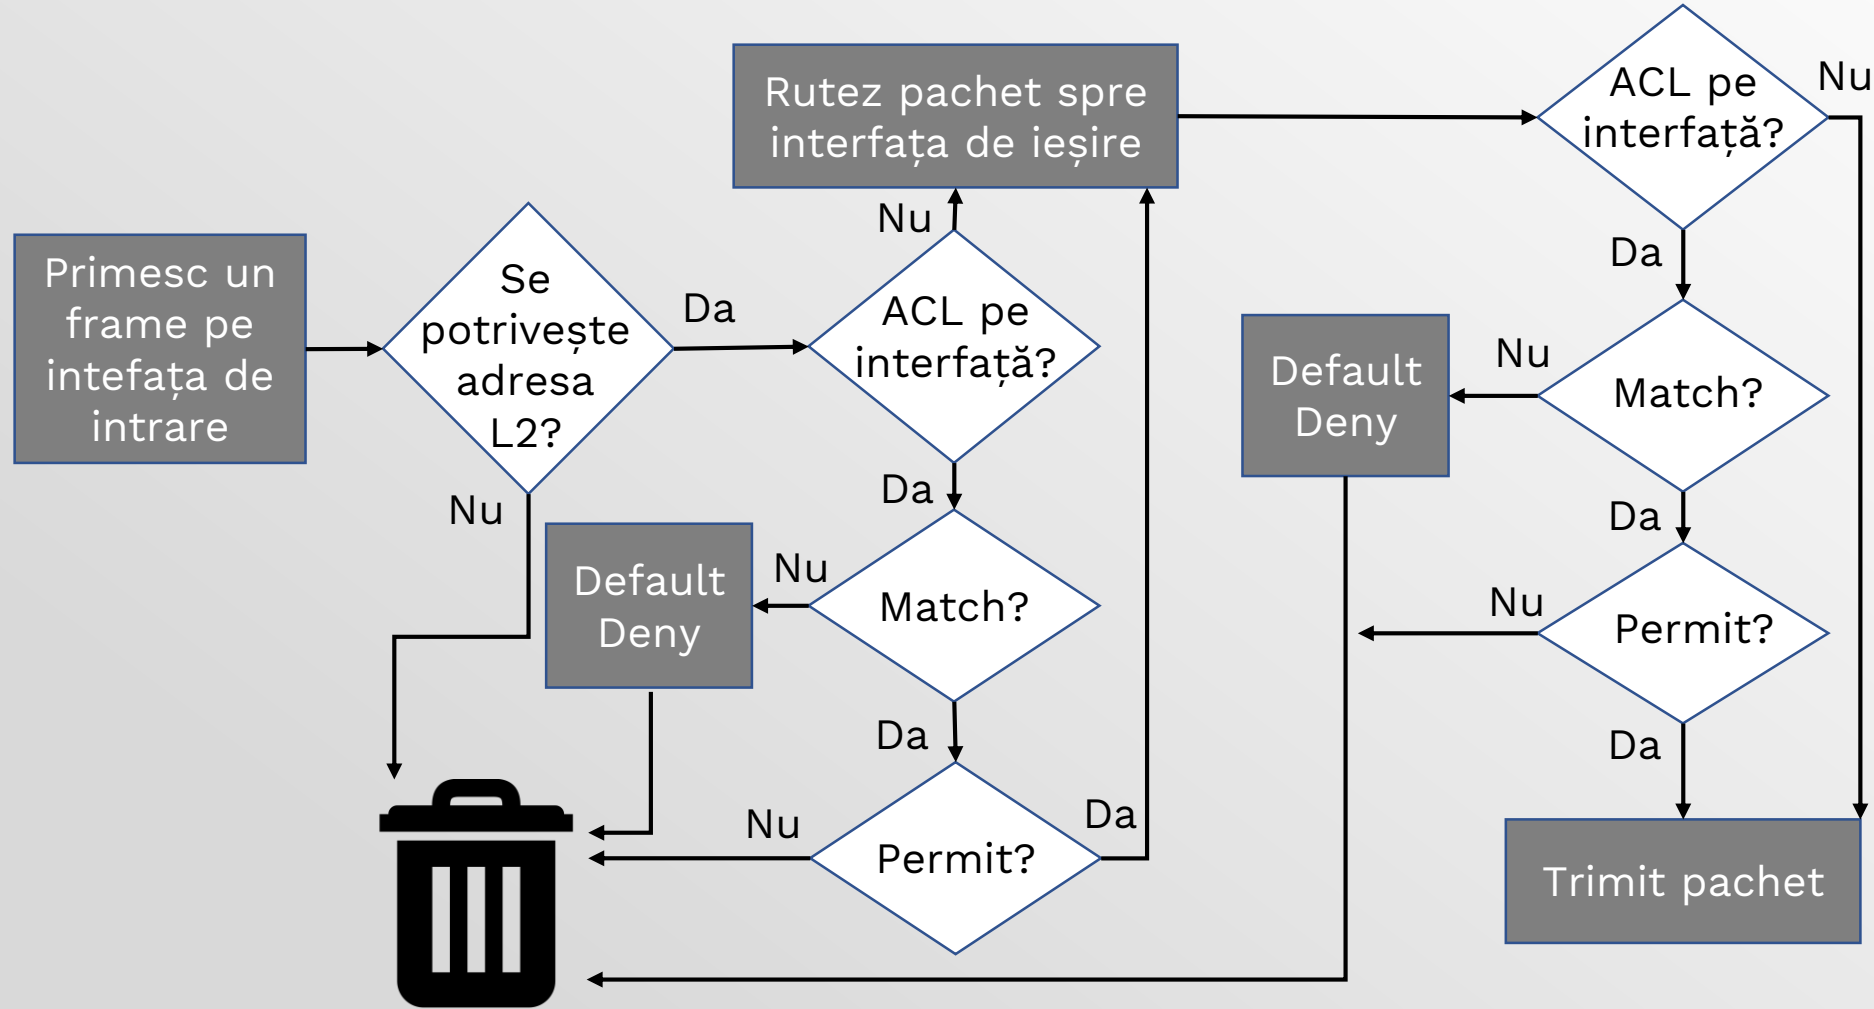 Primesc un
frame pe
intefața de
intrare
Se
potrivește
adresa
L2?
Da
Nu
Rutez pachet spre
interfața de ieșire
Nu
ACL pe
interfață?
Da
Default
Deny
Nu
Match?
Da
Nu
Permit?
Da
ACL pe
interfață?
Nu
Da
Default
Deny
Nu
Match?
Da
Nu
Permit?
Da
Trimit pachet